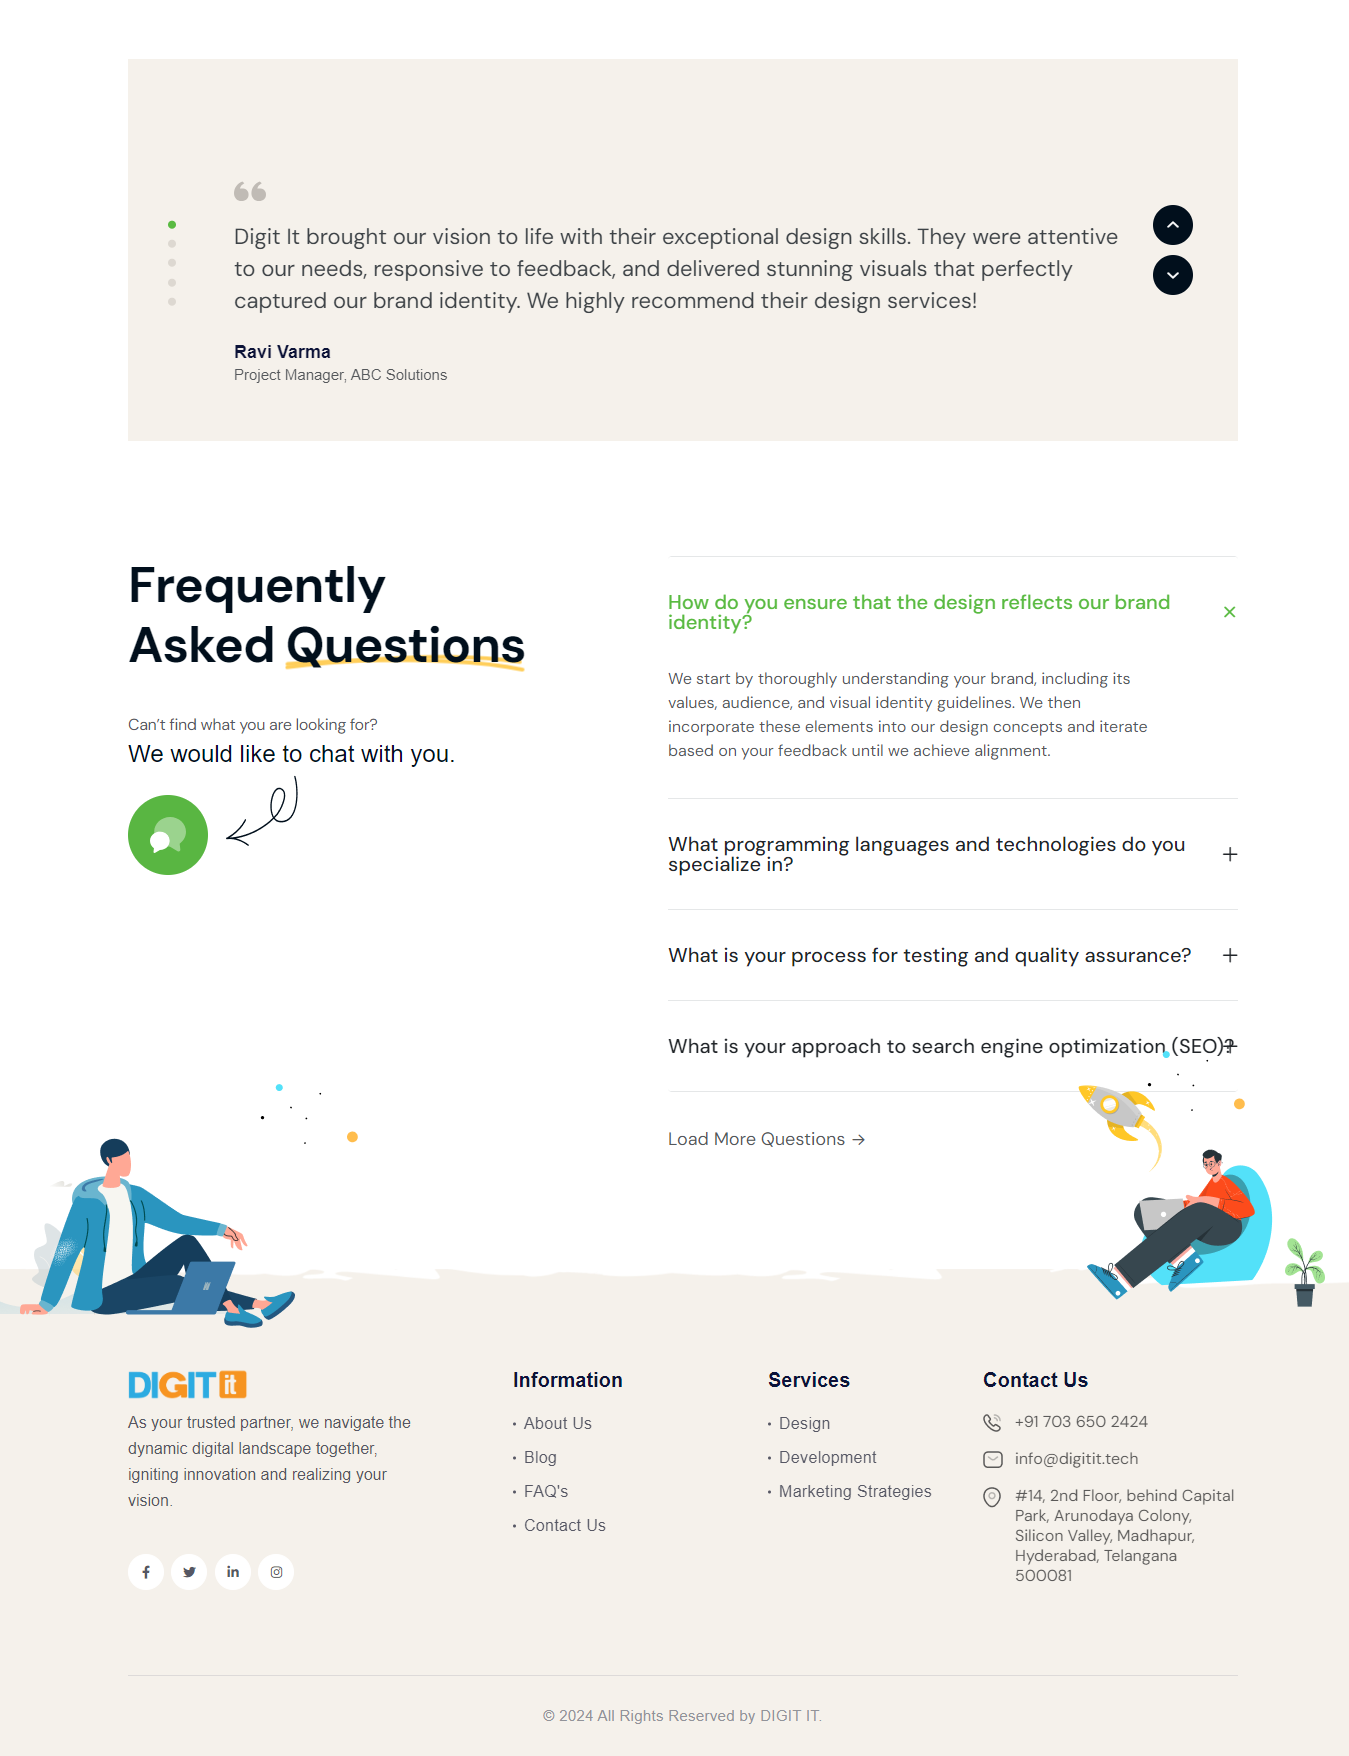 Digit It brought our vision to life with their exceptional design skills. They were attentive
to our needs, responsive to feedback, and delivered stunning visuals that perfectly
captured our brand identity. We highly recommend their design services!
Ravi Varma
Project Manager, ABC Solutions
Frequently
Asked Questions
Can't find what you are looking for?
We would like to chat with you.
How do you ensure that the design reflects our brand
identity?
We start by thoroughly understanding your brand, including its
values, audience, and visual identity guidelines. We then
incorporate these elements into our design concepts and iterate
based on your feedback until we achieve alignment.
What programming languages and technologies do you
specialize in?
What is your process for testing and quality assurance?
What is your approach to search engine optimization (SEO)?
Load More Questions →
DIGIT it
As your trusted partner, we navigate the
dynamic digital landscape together,
igniting innovation and realizing your
vision.
Information
• About Us
• Blog
• FAQ's
• Contact Us
Services
• Design
• Development
• Marketing Strategies
Contact Us
+91 703 650 2424
info@digitit.tech
#14, 2nd Floor, behind Capital
Park, Arunodaya Colony,
Silicon Valley, Madhapur,
Hyderabad, Telangana
500081
© 2024 All Rights Reserved by DIGIT IT.